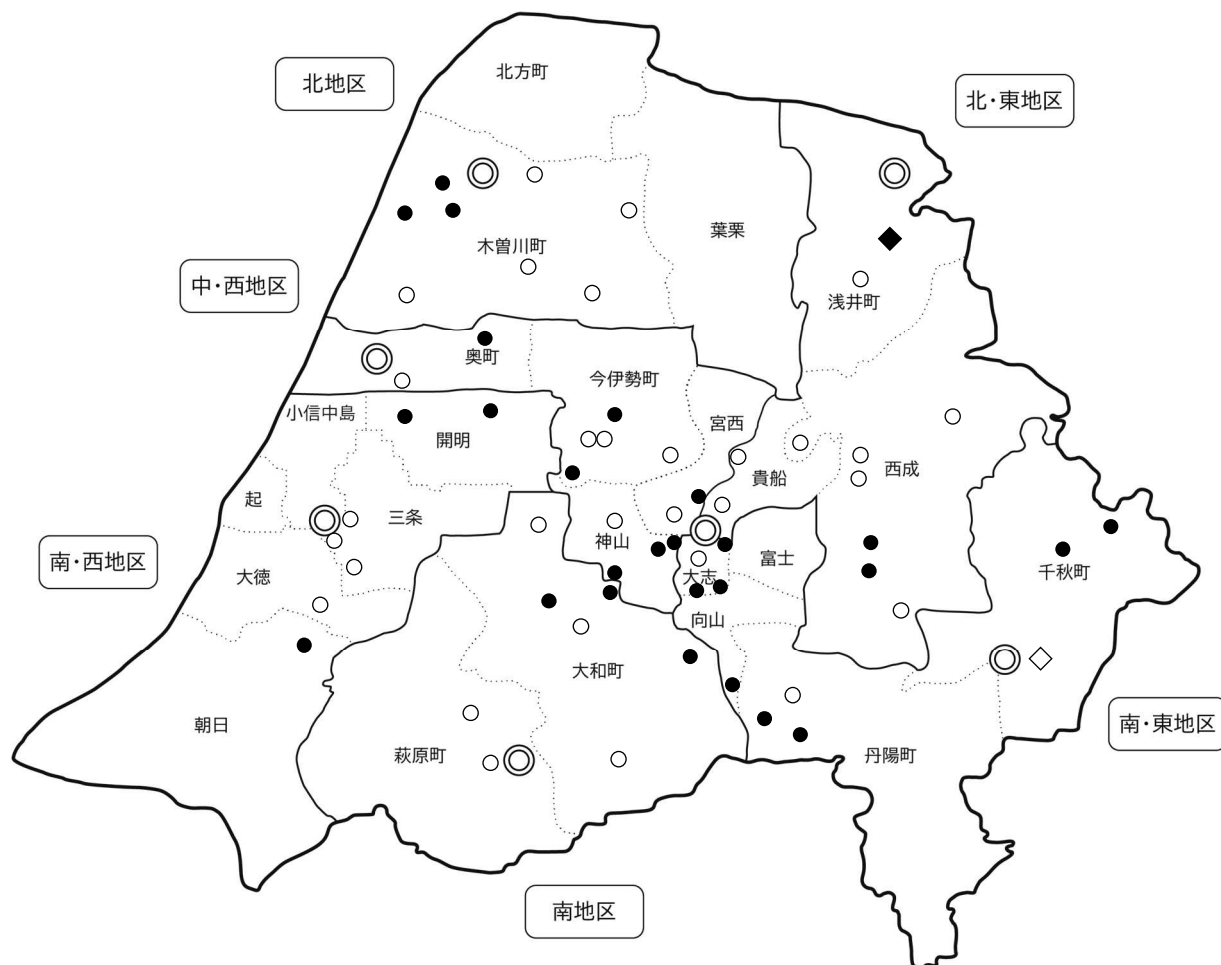 北方町
北地区
北・東地区
葉栗
木曽川町
中・西地区
浅井町
奥町
今伊勢町
小信中島
宮西
開明
貴船
西成
起
三条
神山
富士
南・西地区
千秋町
大徳
大志
向山
大和町
朝日
南・東地区
萩原町
丹陽町
南地区